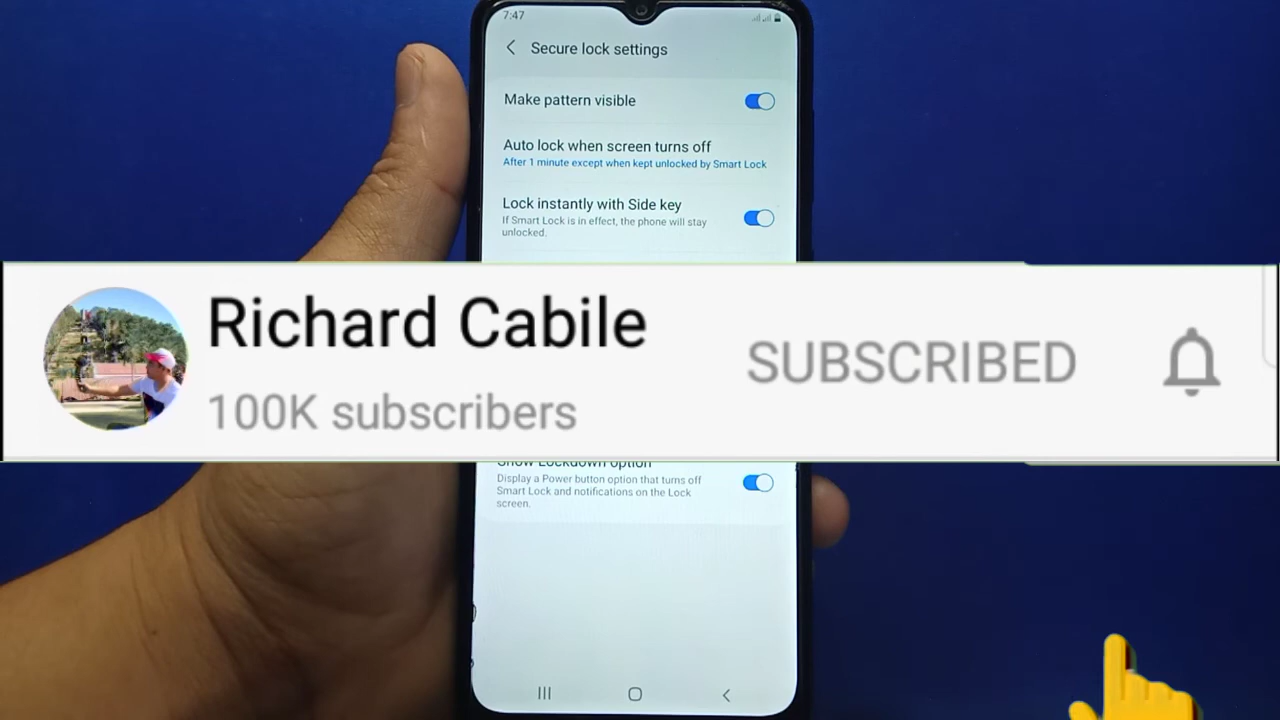 7:47
Secure lock settings
Make pattern visible
Auto lock when screen turns off
After 1 minute except when kept unlocked by Smart Lock
Lock instantly with Side key
If Smart Lock is in effect, the phone will stay
unlocked.
Richard Cabile
100K subscribers
SUBSCRIBED
Show Lockdown option
Display a Power button option that turns off
Smart Lock and notifications on the Lock
screen.